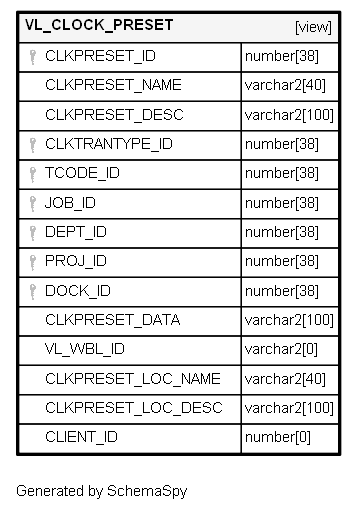 VL_CLOCK_PRESET [view]
CLKPRESET_ID number[38]
CLKPRESET_NAME varchar2[40]
CLKPRESET_DESC varchar2[100]
CLKTRANTYPE_ID number[38]
TCODE_ID number[38]
JOB_ID number[38]
DEPT_ID number[38]
PROJ_ID number[38]
DOCK_ID number[38]
CLKPRESET_DATA varchar2[100]
VL_WBL_ID varchar2[0]
CLKPRESET_LOC_NAME varchar2[40]
CLKPRESET_LOC_DESC varchar2[100]
CLIENT_ID number[0]
Generated by SchemaSpy